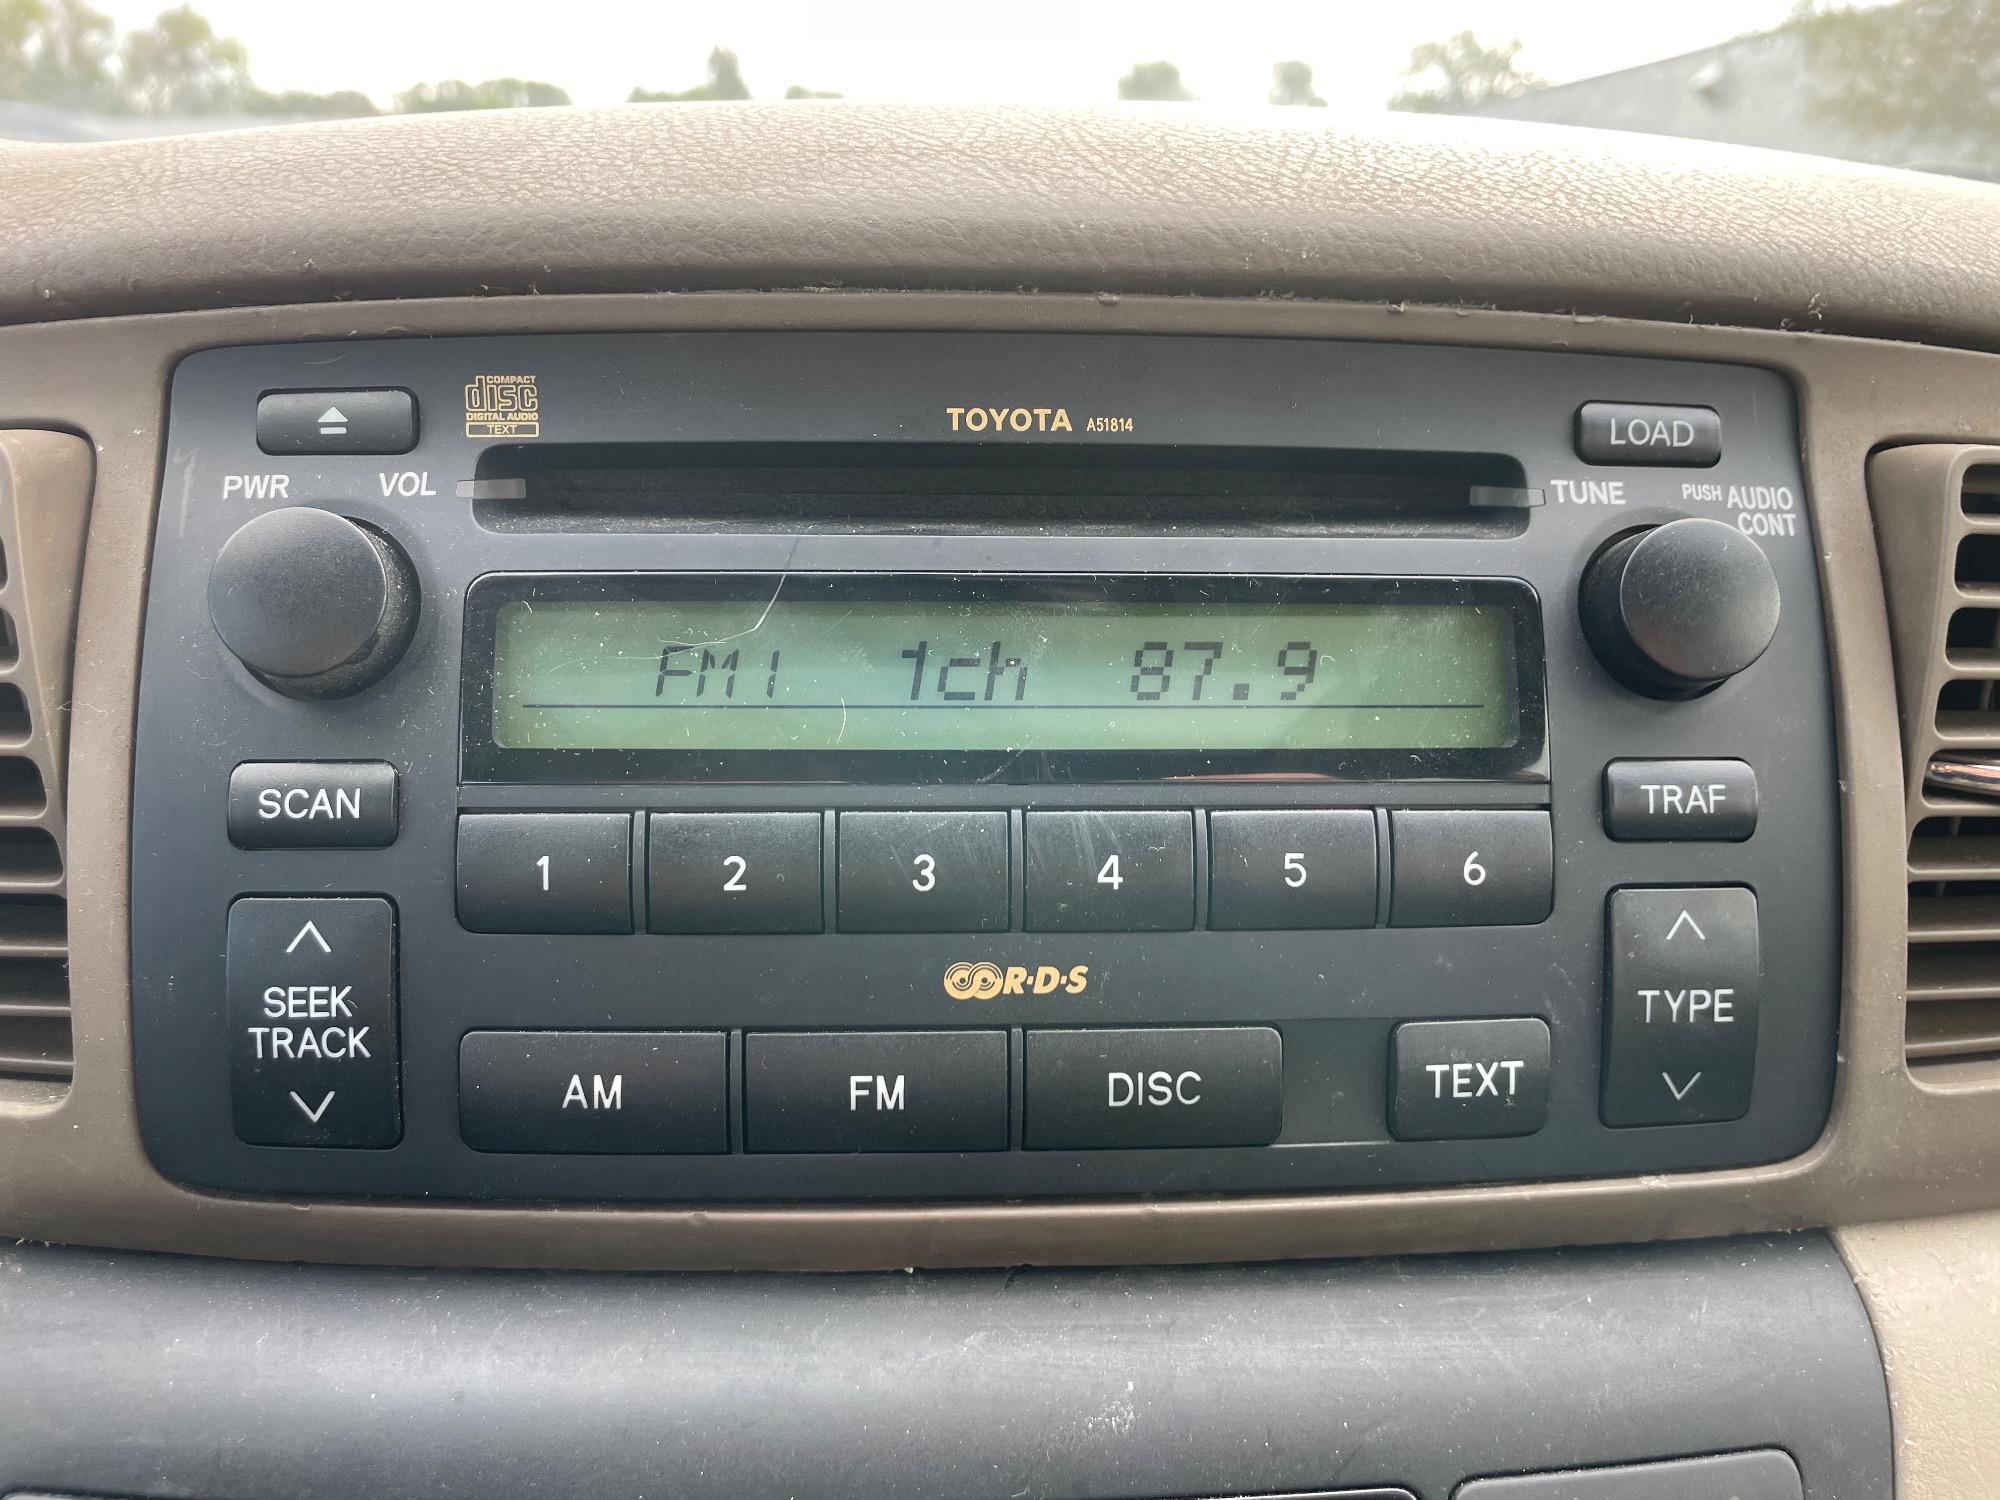 COMPACT
disc
DIGITAL AUDIO
TEXT
TOYOTA A51814
LOAD
PWR VOL
TUNE PUSH AUDIO
CONT
FM1 1ch 87.9
SCAN
TRAF
1 2 3 4 5 6
R·D·S
SEEK
TRACK
TYPE
AM FM DISC TEXT